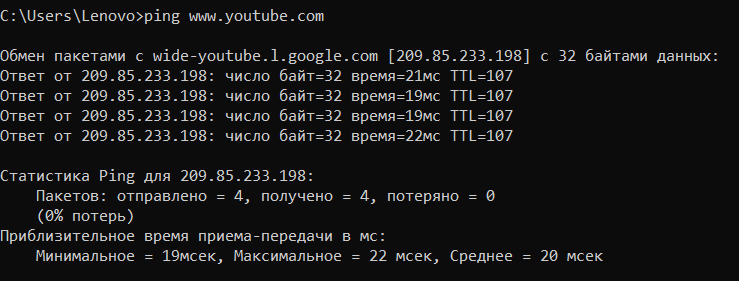 C:\Users\Lenovo>ping www.youtube.com
Обмен пакетами с wide-youtube.l.google.com [209.85.233.198] с 32 байтами данных:
Ответ от 209.85.233.198: число байт=32 время=21мс TTL=107
Ответ от 209.85.233.198: число байт=32 время=19мс TTL=107
Ответ от 209.85.233.198: число байт=32 время=19мс TTL=107
Ответ от 209.85.233.198: число байт=32 время=22мс TTL=107
Статистика Ping для 209.85.233.198:
Пакетов: отправлено = 4, получено = 4, потеряно = 0
(0% потерь)
Приблизительное время приема-передачи в мс:
Минимальное = 19мсек, Максимальное = 22 мсек, Среднее = 20 мсек